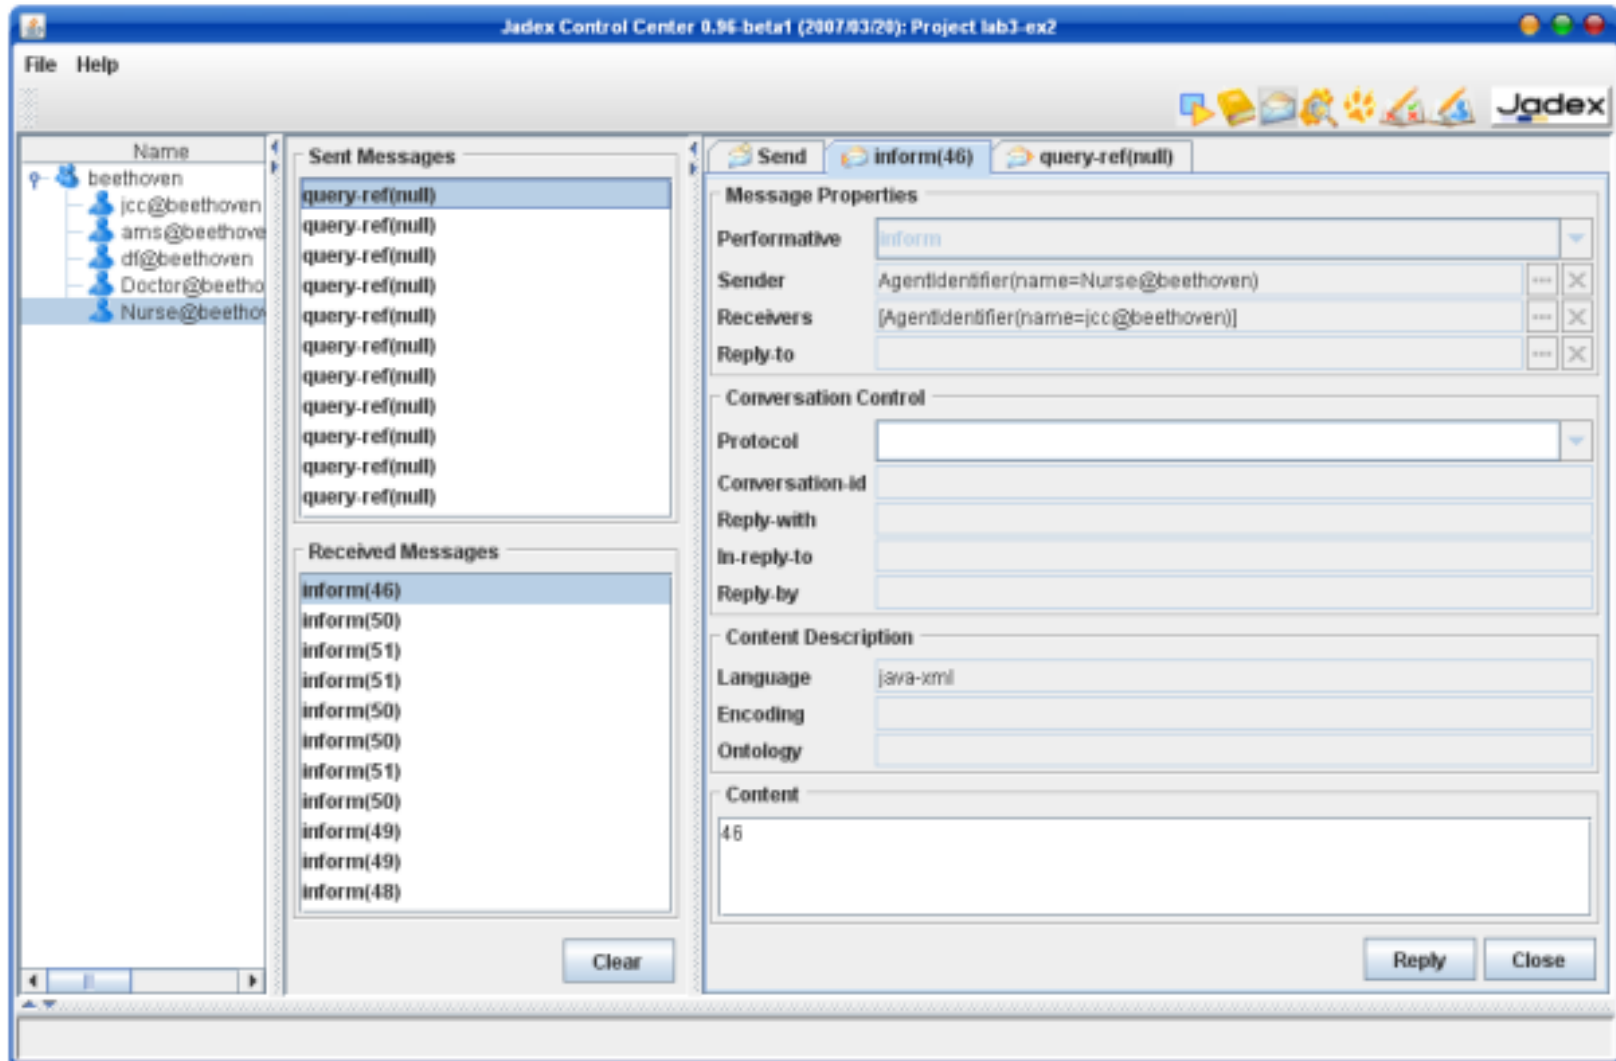 Jadex Control Center 0.96-beta1 (2007/03/20): Project lab3-ex2
File Help
Jadex
Name
beethoven
jcc@beethoven
ams@beethove
df@beethoven
Doctor@beetho
Nurse@beethov
Sent Messages
query-ref(null)
query-ref(null)
query-ref(null)
query-ref(null)
query-ref(null)
query-ref(null)
query-ref(null)
query-ref(null)
query-ref(null)
query-ref(null)
query-ref(null)
Received Messages
inform(46)
inform(50)
inform(51)
inform(51)
inform(50)
inform(50)
inform(51)
inform(50)
inform(49)
inform(49)
inform(48)
Clear
Send inform(46) query-ref(null)
Message Properties
Performative inform
Sender AgentIdentifier(name=Nurse@beethoven)
Receivers [AgentIdentifier(name=jcc@beethoven)]
Reply-to
Conversation Control
Protocol
Conversation-id
Reply-with
In-reply-to
Reply-by
Content Description
Language java-xml
Encoding
Ontology
Content
46
Reply Close